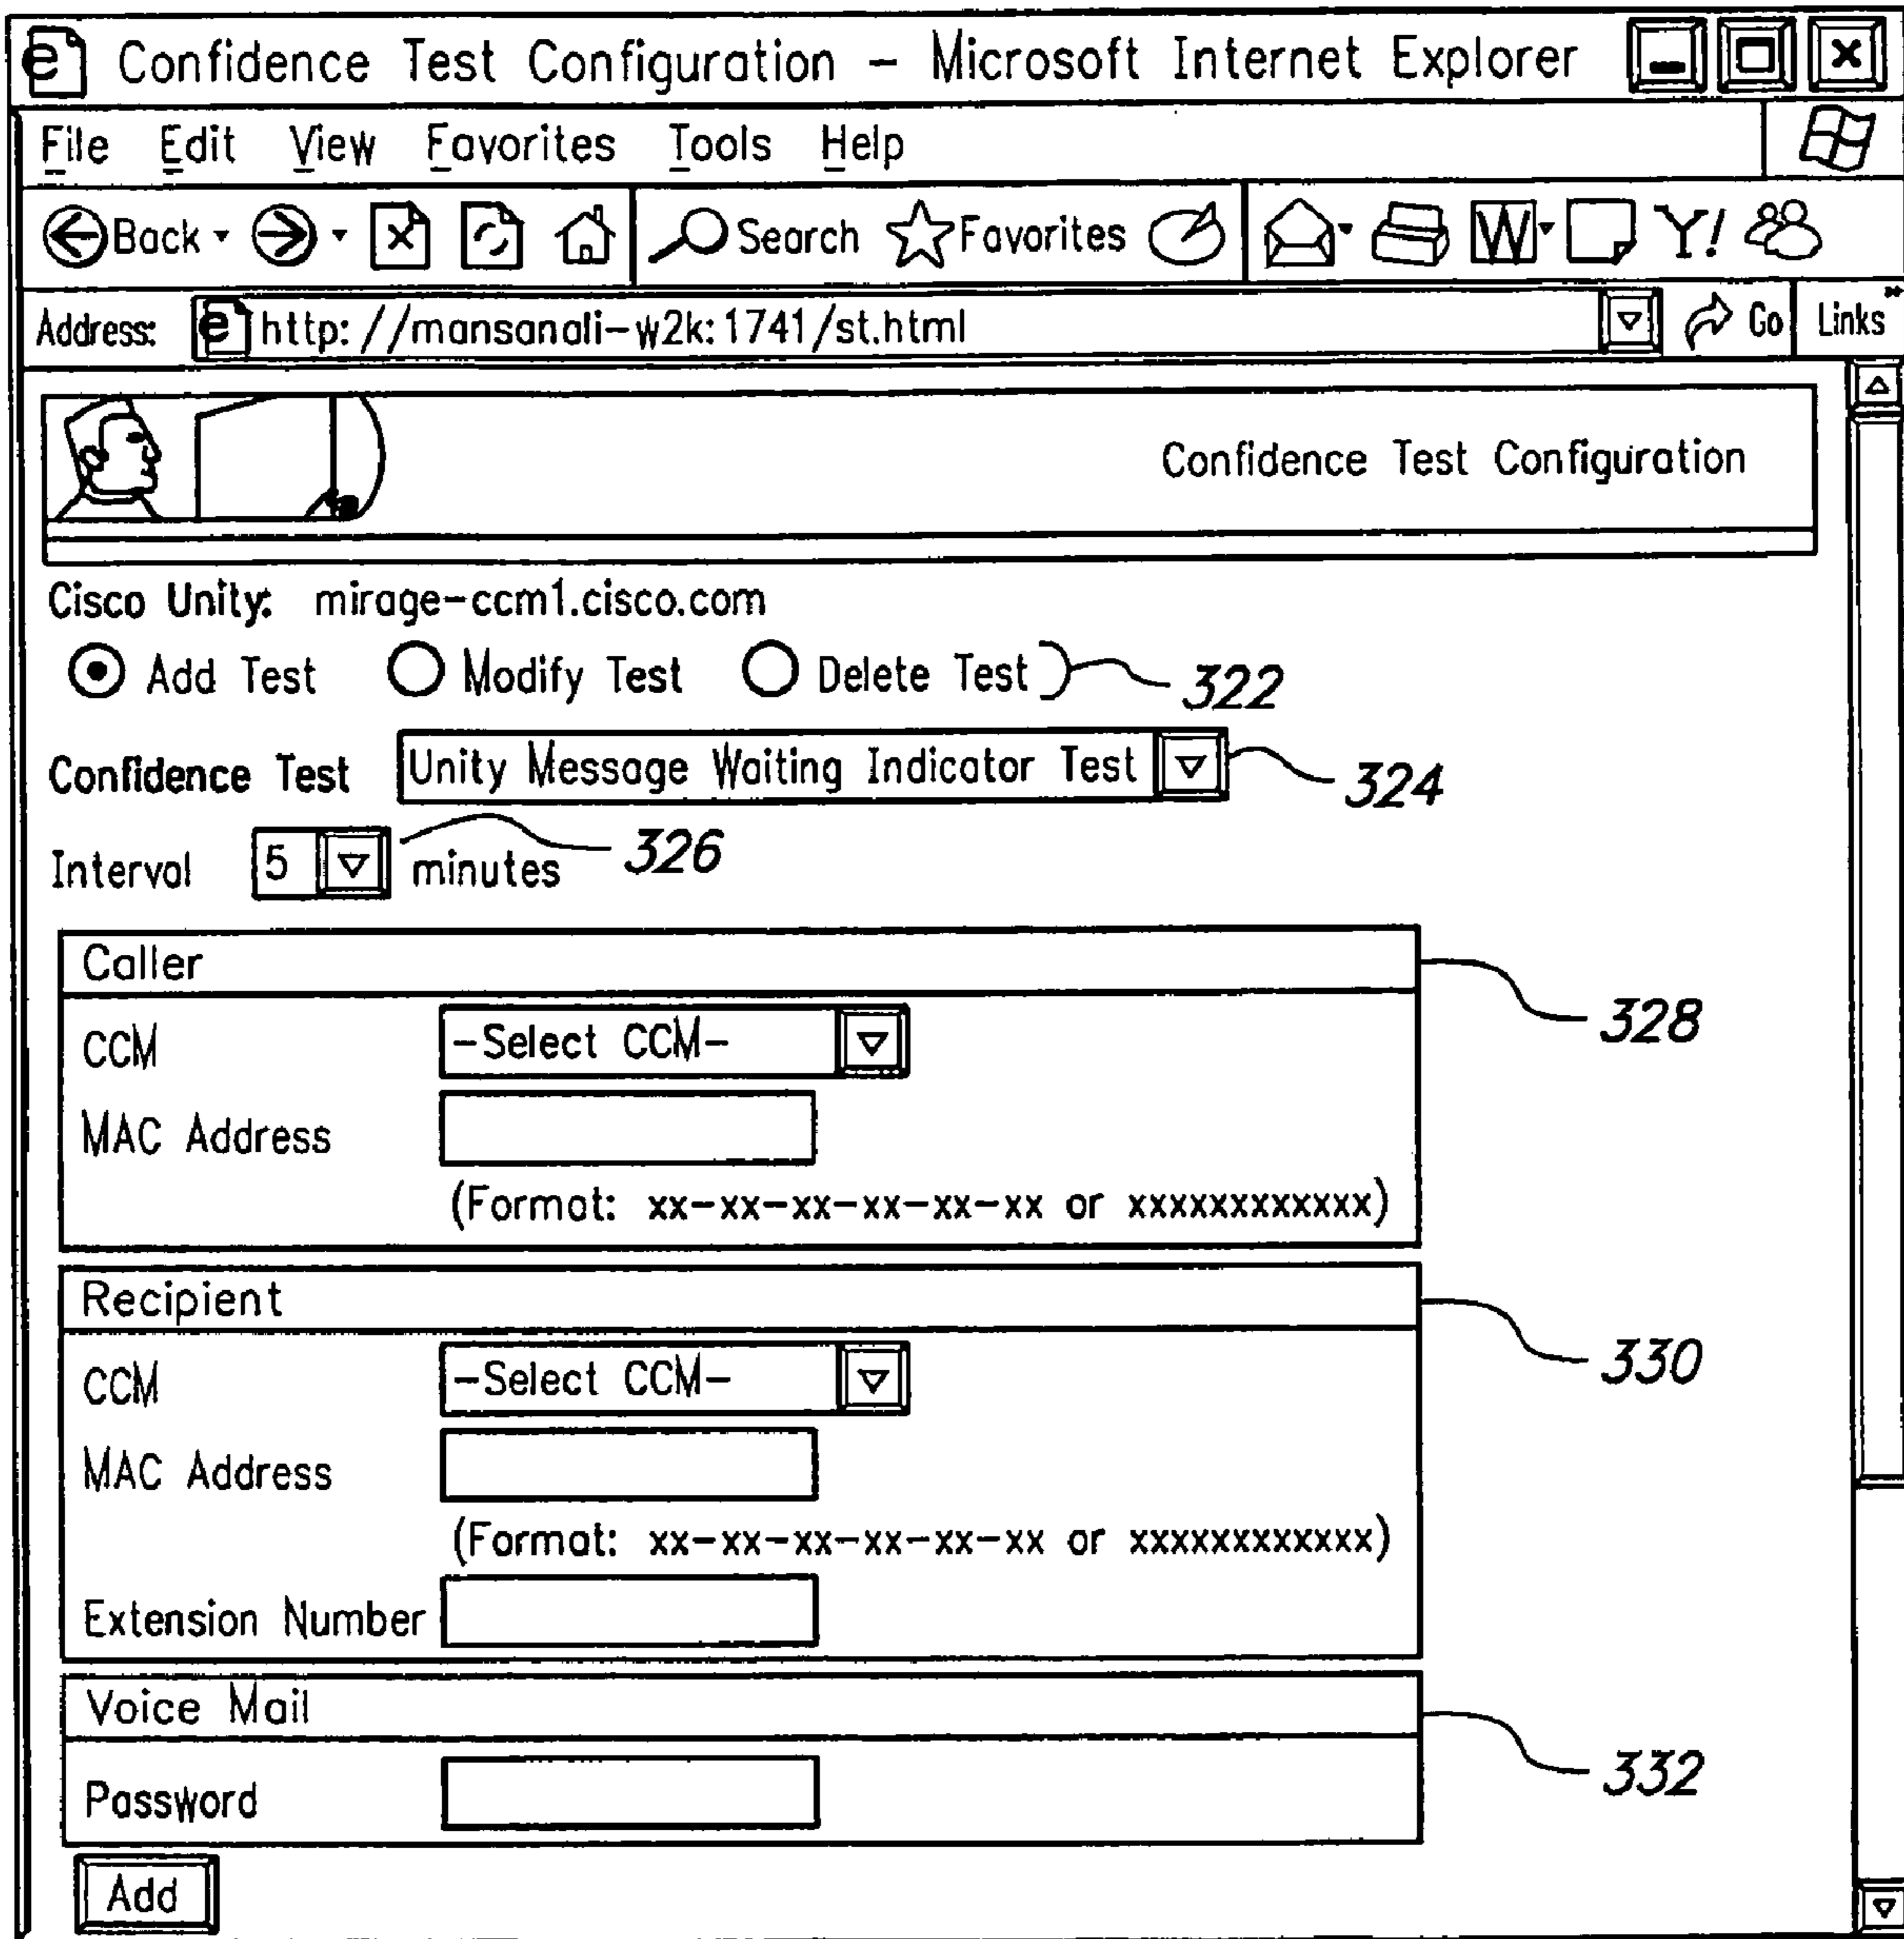 Confidence Test Configuration – Microsoft Internet Explorer
File Edit View Favorites Tools Help
Back Search Favorites W Y!
Address: http://mansanali-w2k:1741/st.html Go Links »
Confidence Test Configuration
Cisco Unity: mirage-ccm1.cisco.com
Add Test Modify Test Delete Test 322
Confidence Test Unity Message Waiting Indicator Test 324
Interval 5 minutes 326
Caller
328
CCM -Select CCM-
MAC Address
(Format: xx-xx-xx-xx-xx-xx or xxxxxxxxxxxx)
Recipient
330
CCM -Select CCM-
MAC Address
(Format: xx-xx-xx-xx-xx-xx or xxxxxxxxxxxx)
Extension Number
Voice Mail
332
Password
Add